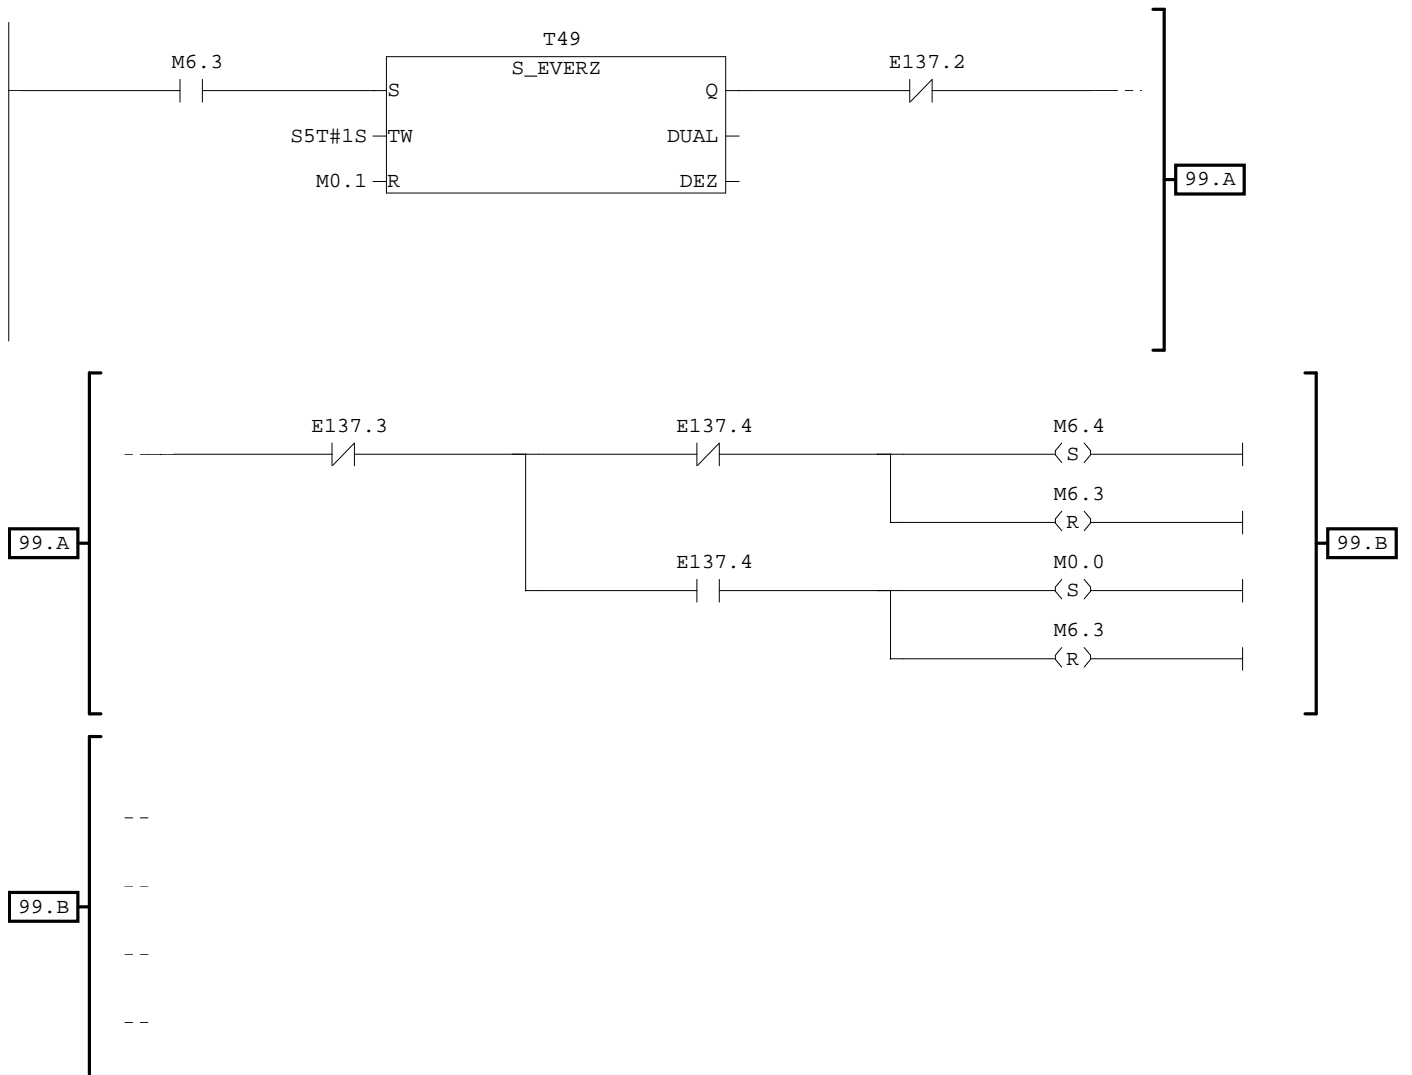 T49
M6.3
S_EVERZ
E137.2
S
Q
S5T#1S
TW
DUAL
M0.1
R
DEZ
99.A
E137.3
E137.4
M6.4
S
M6.3
R
99.A
99.B
E137.4
M0.0
S
M6.3
R
99.B